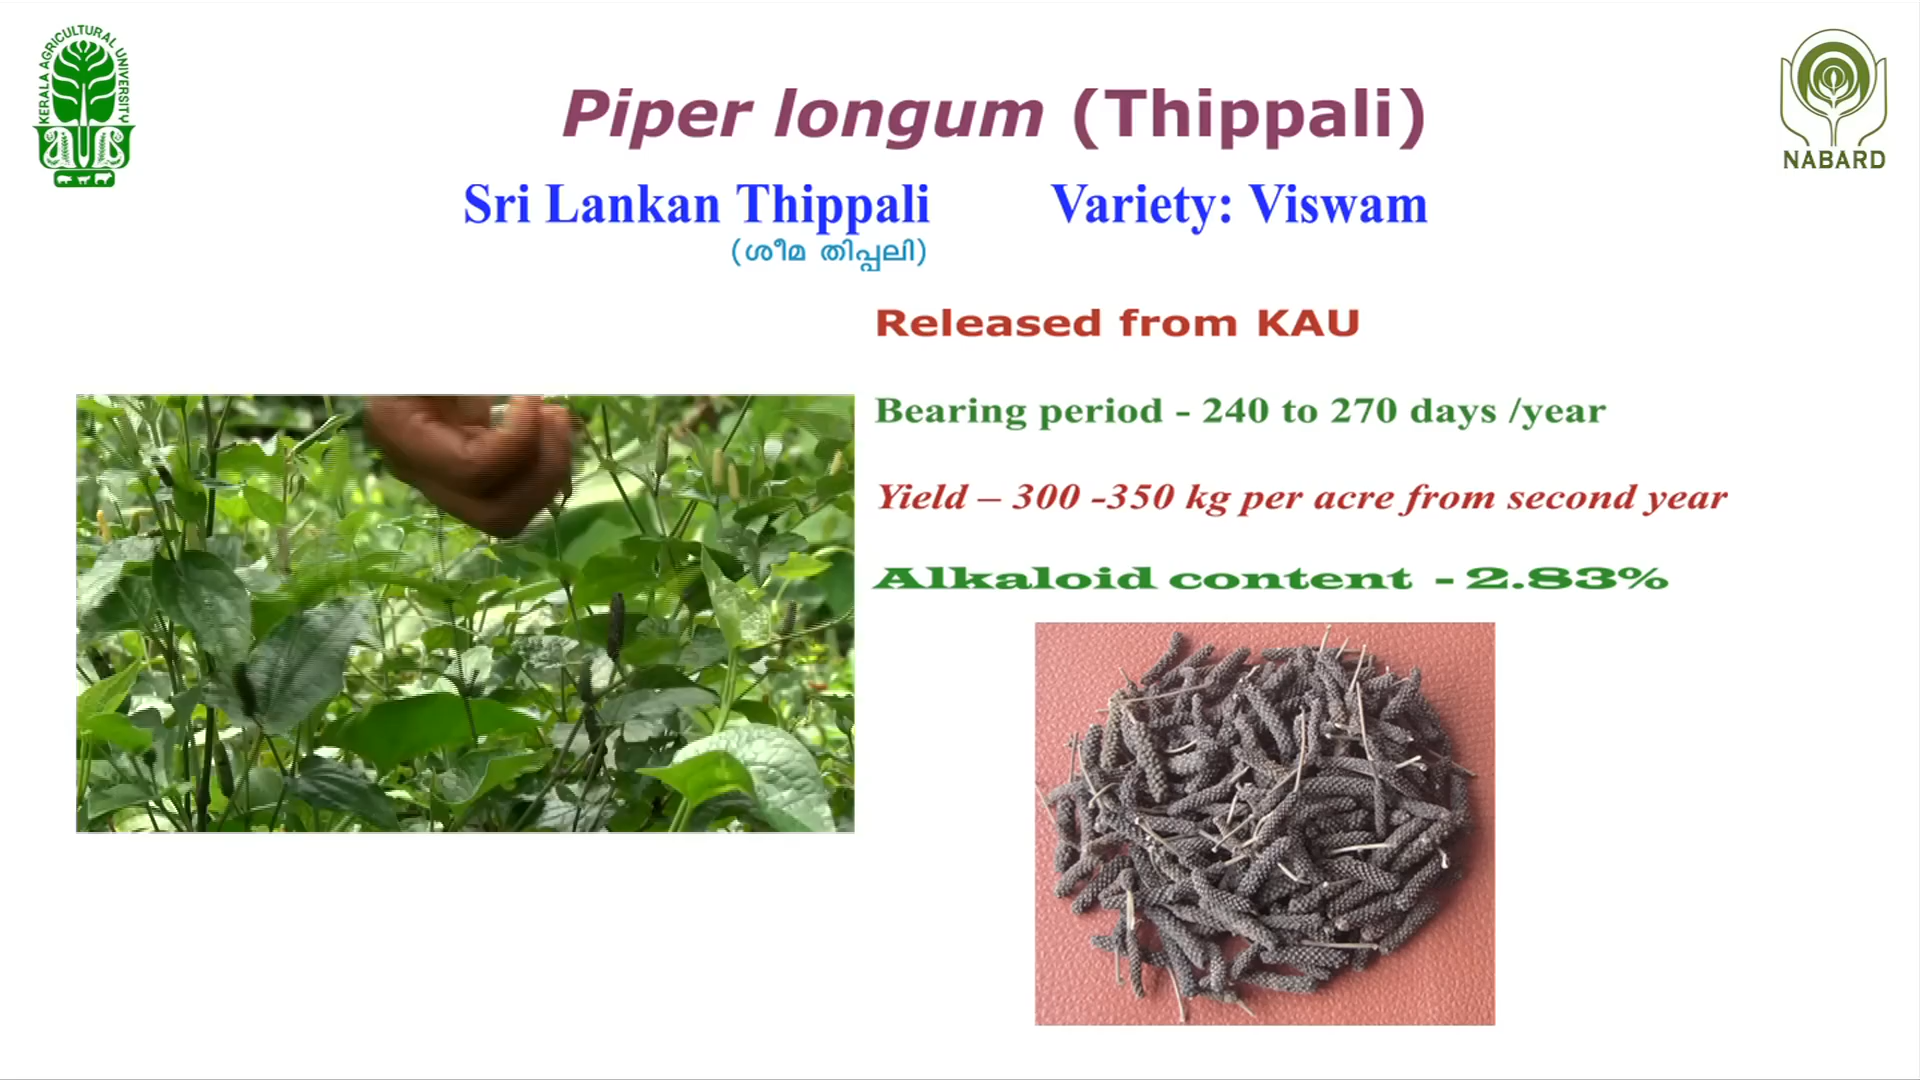 KERALA AGRICULTURAL UNIVERSITY
Piper longum (Thippali)
NABARD
Sri Lankan Thippali Variety: Viswam
(ശീമ തിപ്പലി)
Released from KAU
Bearing period - 240 to 270 days /year
Yield – 300 -350 kg per acre from second year
Alkaloid content - 2.83%